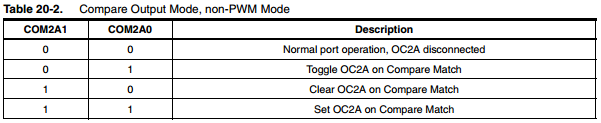 Table 20-2. Compare Output Mode, non-PWM Mode
COM2A1 COM2A0 Description
0 0 Normal port operation, OC2A disconnected
0 1 Toggle OC2A on Compare Match
1 0 Clear OC2A on Compare Match
1 1 Set OC2A on Compare Match